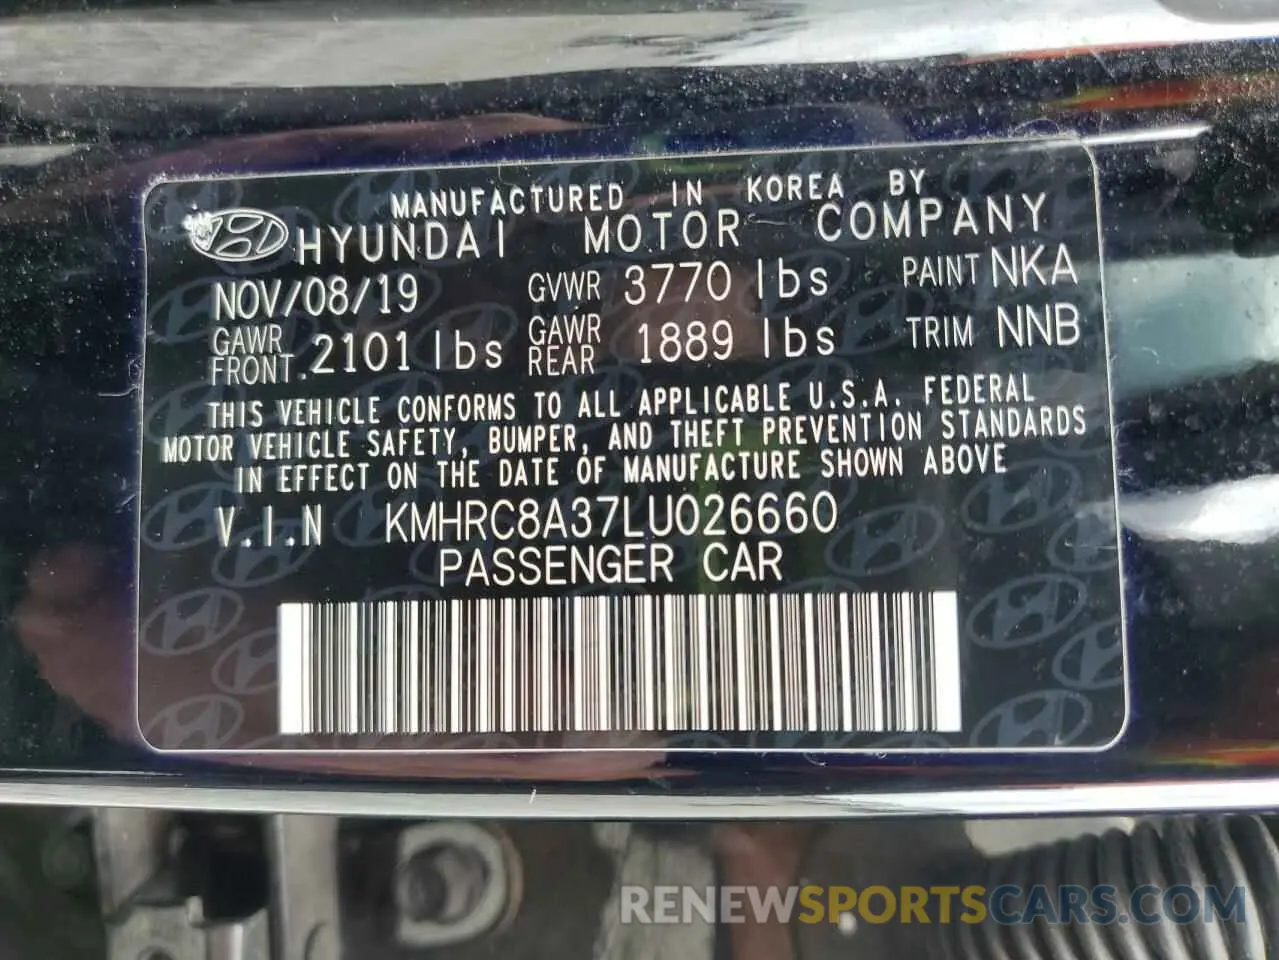 MANUFACTURED IN KOREA BY
HYUNDAI MOTOR COMPANY
NOV/08/19 GVWR 3770 lbs PAINT NKA
GAWR FRONT 2101 lbs GAWR REAR 1889 lbs TRIM NNB
THIS VEHICLE CONFORMS TO ALL APPLICABLE U.S.A. FEDERAL
MOTOR VEHICLE SAFETY, BUMPER, AND THEFT PREVENTION STANDARDS
IN EFFECT ON THE DATE OF MANUFACTURE SHOWN ABOVE
V.I.N KMHRC8A37LU026660
PASSENGER CAR
RENEWSPORTSCARS.COM